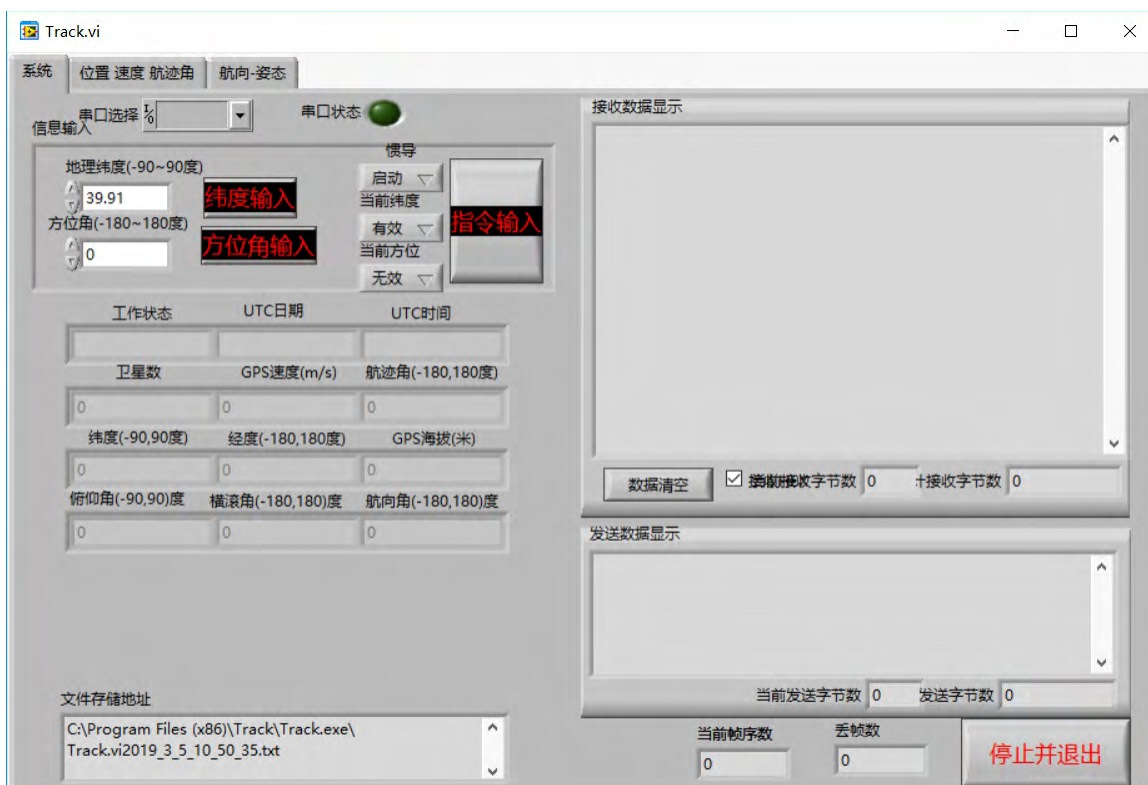 Track.vi
系统 位置 速度 航迹角 航向-姿态
串口选择 串口状态
信息输入
地理纬度(-90~90度)
39.91
纬度输入
方位角(-180~180度)
0
方位角输入
惯导
启动
当前纬度
有效
当前方位
无效
指令输入
工作状态 UTC日期 UTC时间
卫星数 GPS速度(m/s) 航迹角(-180,180度)
0 0 0
纬度(-90,90度) 经度(-180,180度) GPS海拔(米)
0 0 0
俯仰角(-90,90)度 横滚角(-180,180)度 航向角(-180,180)度
0 0 0
文件存储地址
C:\Program Files (x86)\Track\Track.exe\
Track.vi2019_3_5_10_50_35.txt
接收数据显示
数据清空 接收字节数 0 计接收字节数 0
发送数据显示
当前发送字节数 0 发送字节数 0
当前帧序数 丢帧数
0 0
停止并退出